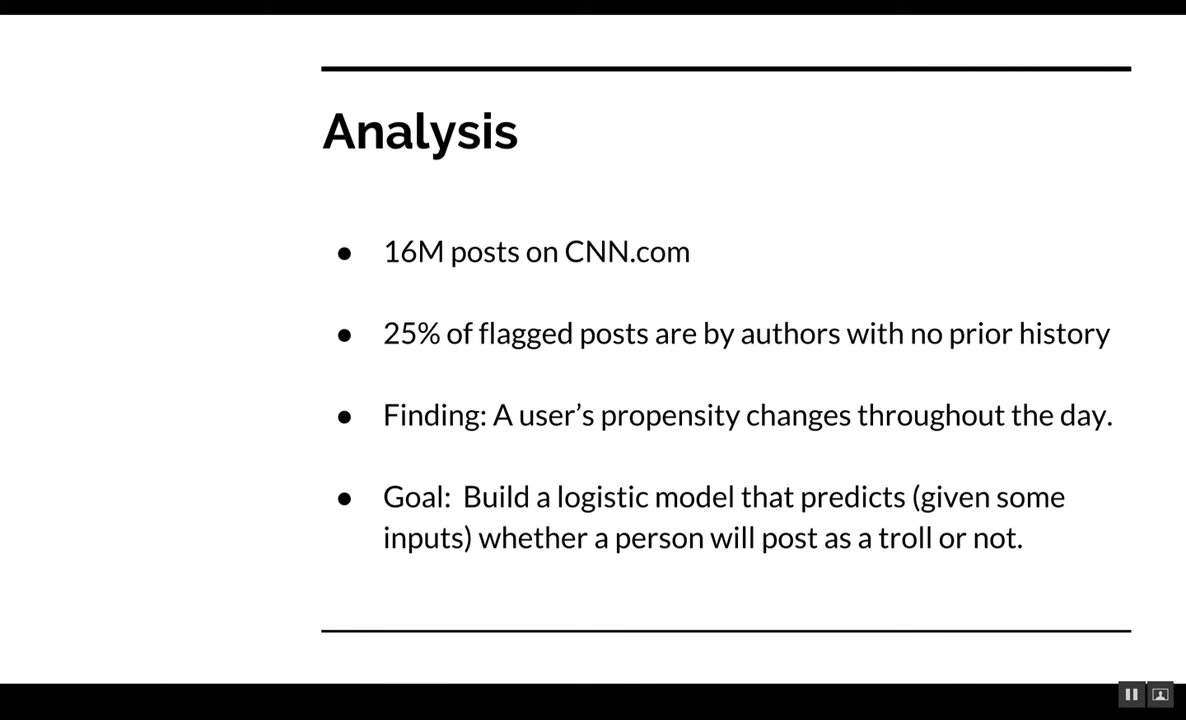 Analysis
● 16M posts on CNN.com
● 25% of flagged posts are by authors with no prior history
● Finding: A user’s propensity changes throughout the day.
● Goal:  Build a logistic model that predicts (given some
inputs) whether a person will post as a troll or not.